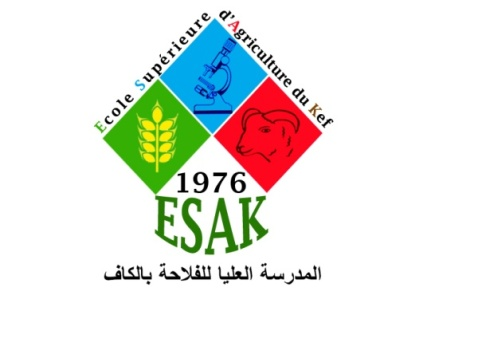 Ecole Supérieure d'Agriculture du Kef
1976
ESAK
المدرسة العليا للفلاحة بالكاف